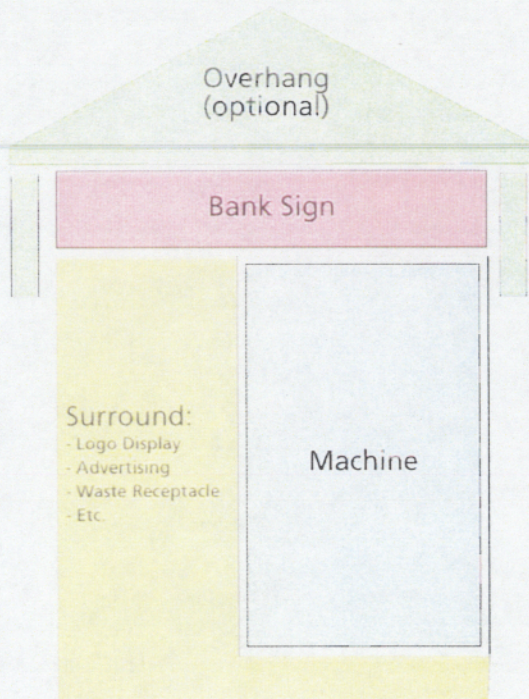 Overhang
(optional)
Bank Sign
Surround:
- Logo Display
- Advertising
- Waste Receptacle
- Etc.
Machine